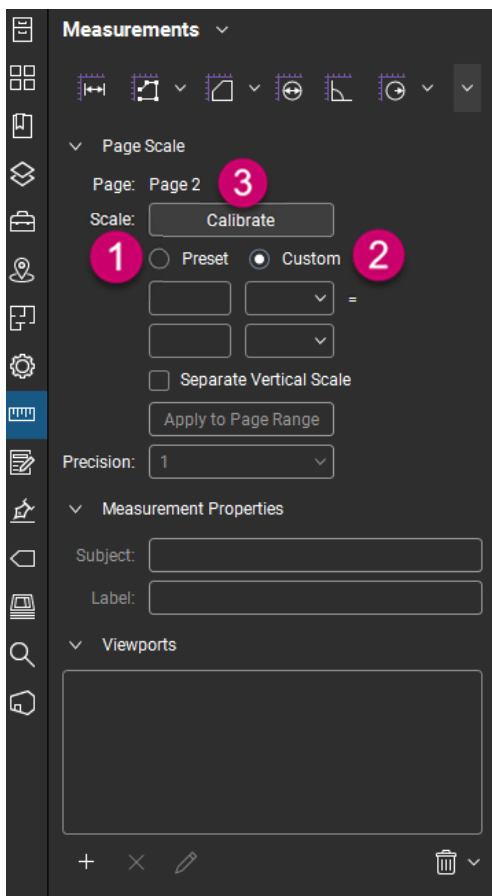 Measurements
Page Scale
Page: Page 2 3
Scale: Calibrate
1 Preset Custom 2
=
Separate Vertical Scale
Apply to Page Range
Precision: 1
Measurement Properties
Subject:
Label:
Viewports